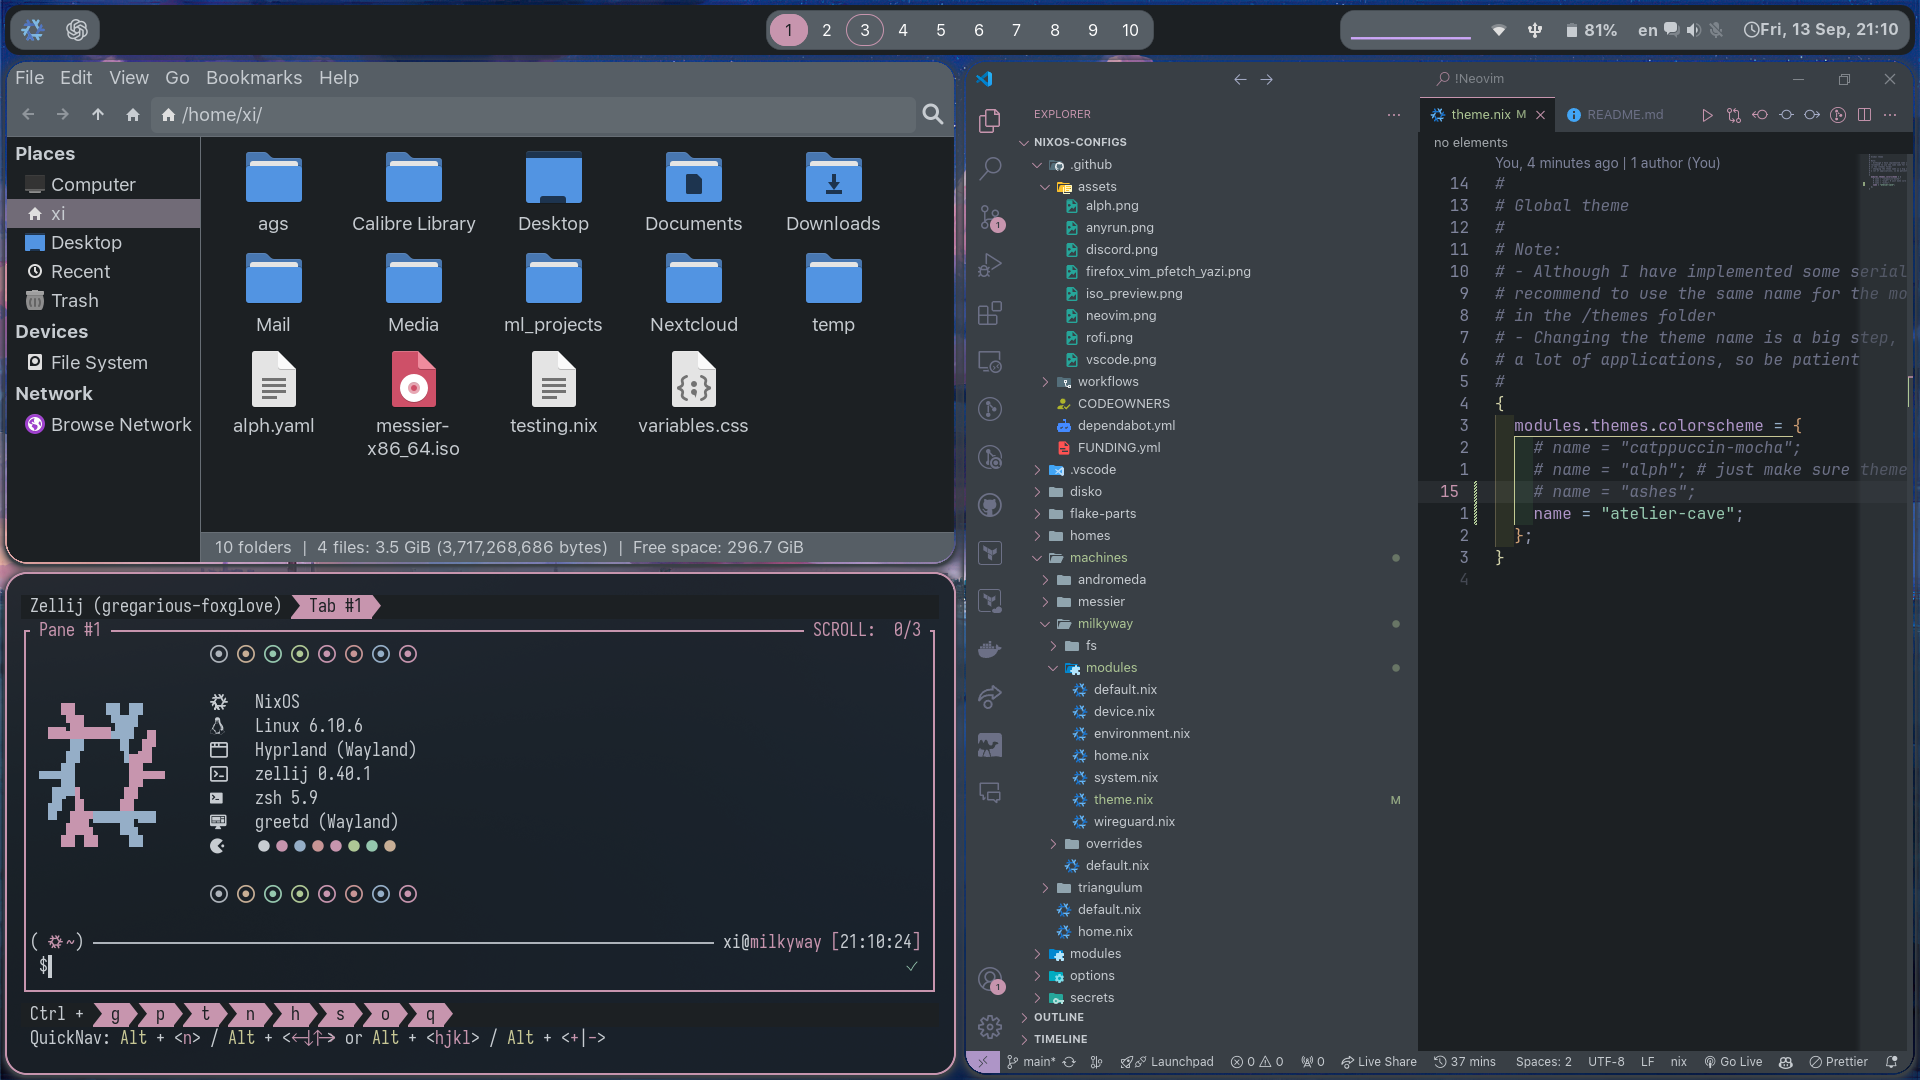 1 2 3 4 5 6 7 8 9 10
81% en Fri, 13 Sep, 21:10
File Edit View Go Bookmarks Help
/home/xi/
Places
Computer
xi
Desktop
Recent
Trash
Devices
File System
Network
Browse Network
ags Calibre Library Desktop Documents Downloads
Mail Media ml_projects Nextcloud temp
alph.yaml messier- testing.nix variables.css
x86_64.iso
10 folders | 4 files: 3.5 GiB (3,717,268,686 bytes) | Free space: 296.7 GiB
Zellij (gregarious-foxglove) Tab #1
Pane #1 SCROLL: 0/3
NixOS
Linux 6.10.6
Hyprland (Wayland)
zellij 0.40.1
zsh 5.9
greetd (Wayland)
( ~) xi@milkyway [21:10:24]
$ ✓
Ctrl + g p t n h s o q
QuickNav: Alt + <n> / Alt + <←↓↑→> or Alt + <hjkl> / Alt + <+|->
!Neovim
EXPLORER ...
NIXOS-CONFIGS
.github
assets
alph.png
anyrun.png
discord.png
firefox_vim_pfetch_yazi.png
iso_preview.png
neovim.png
rofi.png
vscode.png
workflows
CODEOWNERS
dependabot.yml
FUNDING.yml
.vscode
disko
flake-parts
homes
machines
andromeda
messier
milkyway
fs
modules
default.nix
device.nix
environment.nix
home.nix
system.nix
theme.nix M
wireguard.nix
overrides
default.nix
triangulum
default.nix
home.nix
modules
options
secrets
OUTLINE
TIMELINE
1
1
theme.nix M README.md ...
no elements
You, 4 minutes ago | 1 author (You)
14 #
13 # Global theme
12 #
11 # Note:
10 # - Although I have implemented some serial
9 # recommend to use the same name for the mo
8 # in the /themes folder
7 # - Changing the theme name is a big step,
6 # a lot of applications, so be patient
5 #
4 {
3 modules.themes.colorscheme = {
2 # name = "catppuccin-mocha";
1 # name = "alph"; # just make sure theme
15 # name = "ashes";
1 name = "atelier-cave";
2 };
3 }
4
main* Launchpad 0 0 0 Live Share 37 mins Spaces: 2 UTF-8 LF nix Go Live Prettier